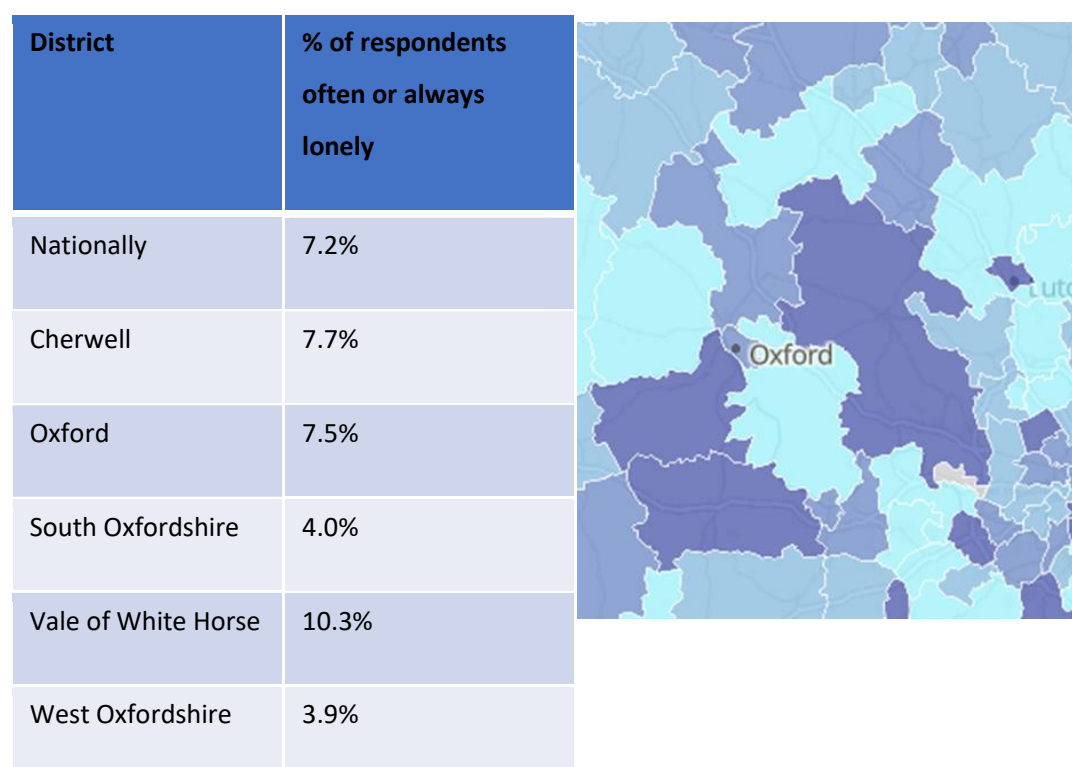 District
% of respondents
often or always
lonely
Nationally
7.2%
Cherwell
7.7%
Oxford
7.5%
South Oxfordshire
4.0%
Vale of White Horse
10.3%
West Oxfordshire
3.9%
Oxford
Luto